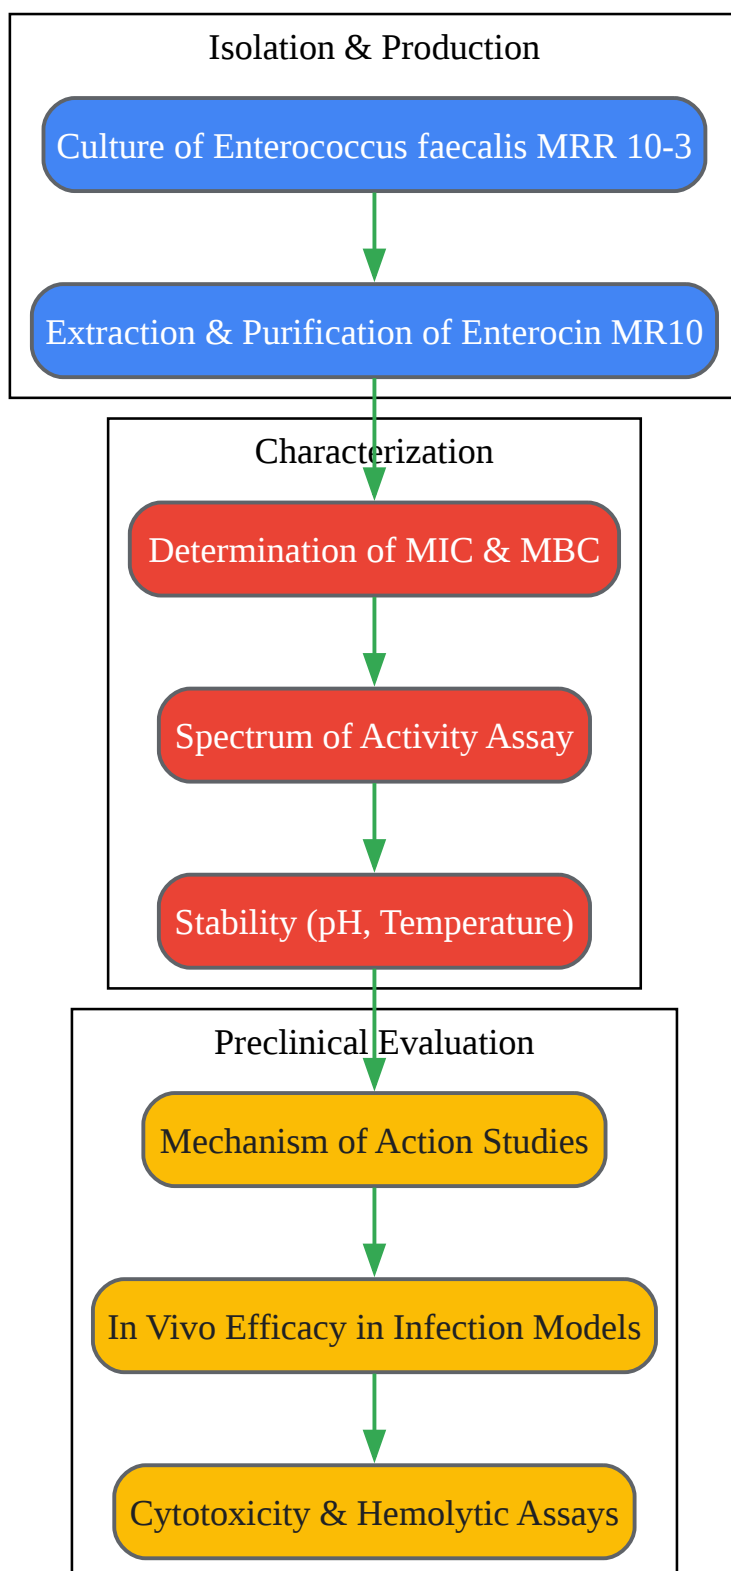 Isolation & Production
Culture of Enterococcus faecalis MRR 10-3
Extraction & Purification of Enterocin MR10
Characterization
Determination of MIC & MBC
Spectrum of Activity Assay
Stability (pH, Temperature)
Preclinical Evaluation
Mechanism of Action Studies
In Vivo Efficacy in Infection Models
Cytotoxicity & Hemolytic Assays